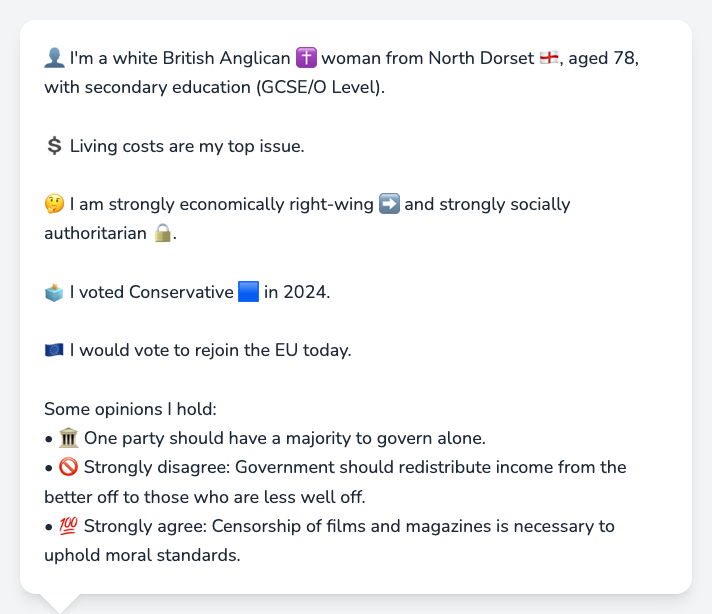 👤 I'm a white British Anglican ✝️ woman from North Dorset 🏴󠁧󠁢󠁥󠁮󠁧󠁿, aged 78,
with secondary education (GCSE/O Level).
💲 Living costs are my top issue.
🤔 I am strongly economically right-wing ➡️ and strongly socially
authoritarian 🔒.
🗳️ I voted Conservative 🟦 in 2024.
🇪🇺 I would vote to rejoin the EU today.
Some opinions I hold:
• 🏛️ One party should have a majority to govern alone.
• 🚫 Strongly disagree: Government should redistribute income from the
better off to those who are less well off.
• 💯 Strongly agree: Censorship of films and magazines is necessary to
uphold moral standards.